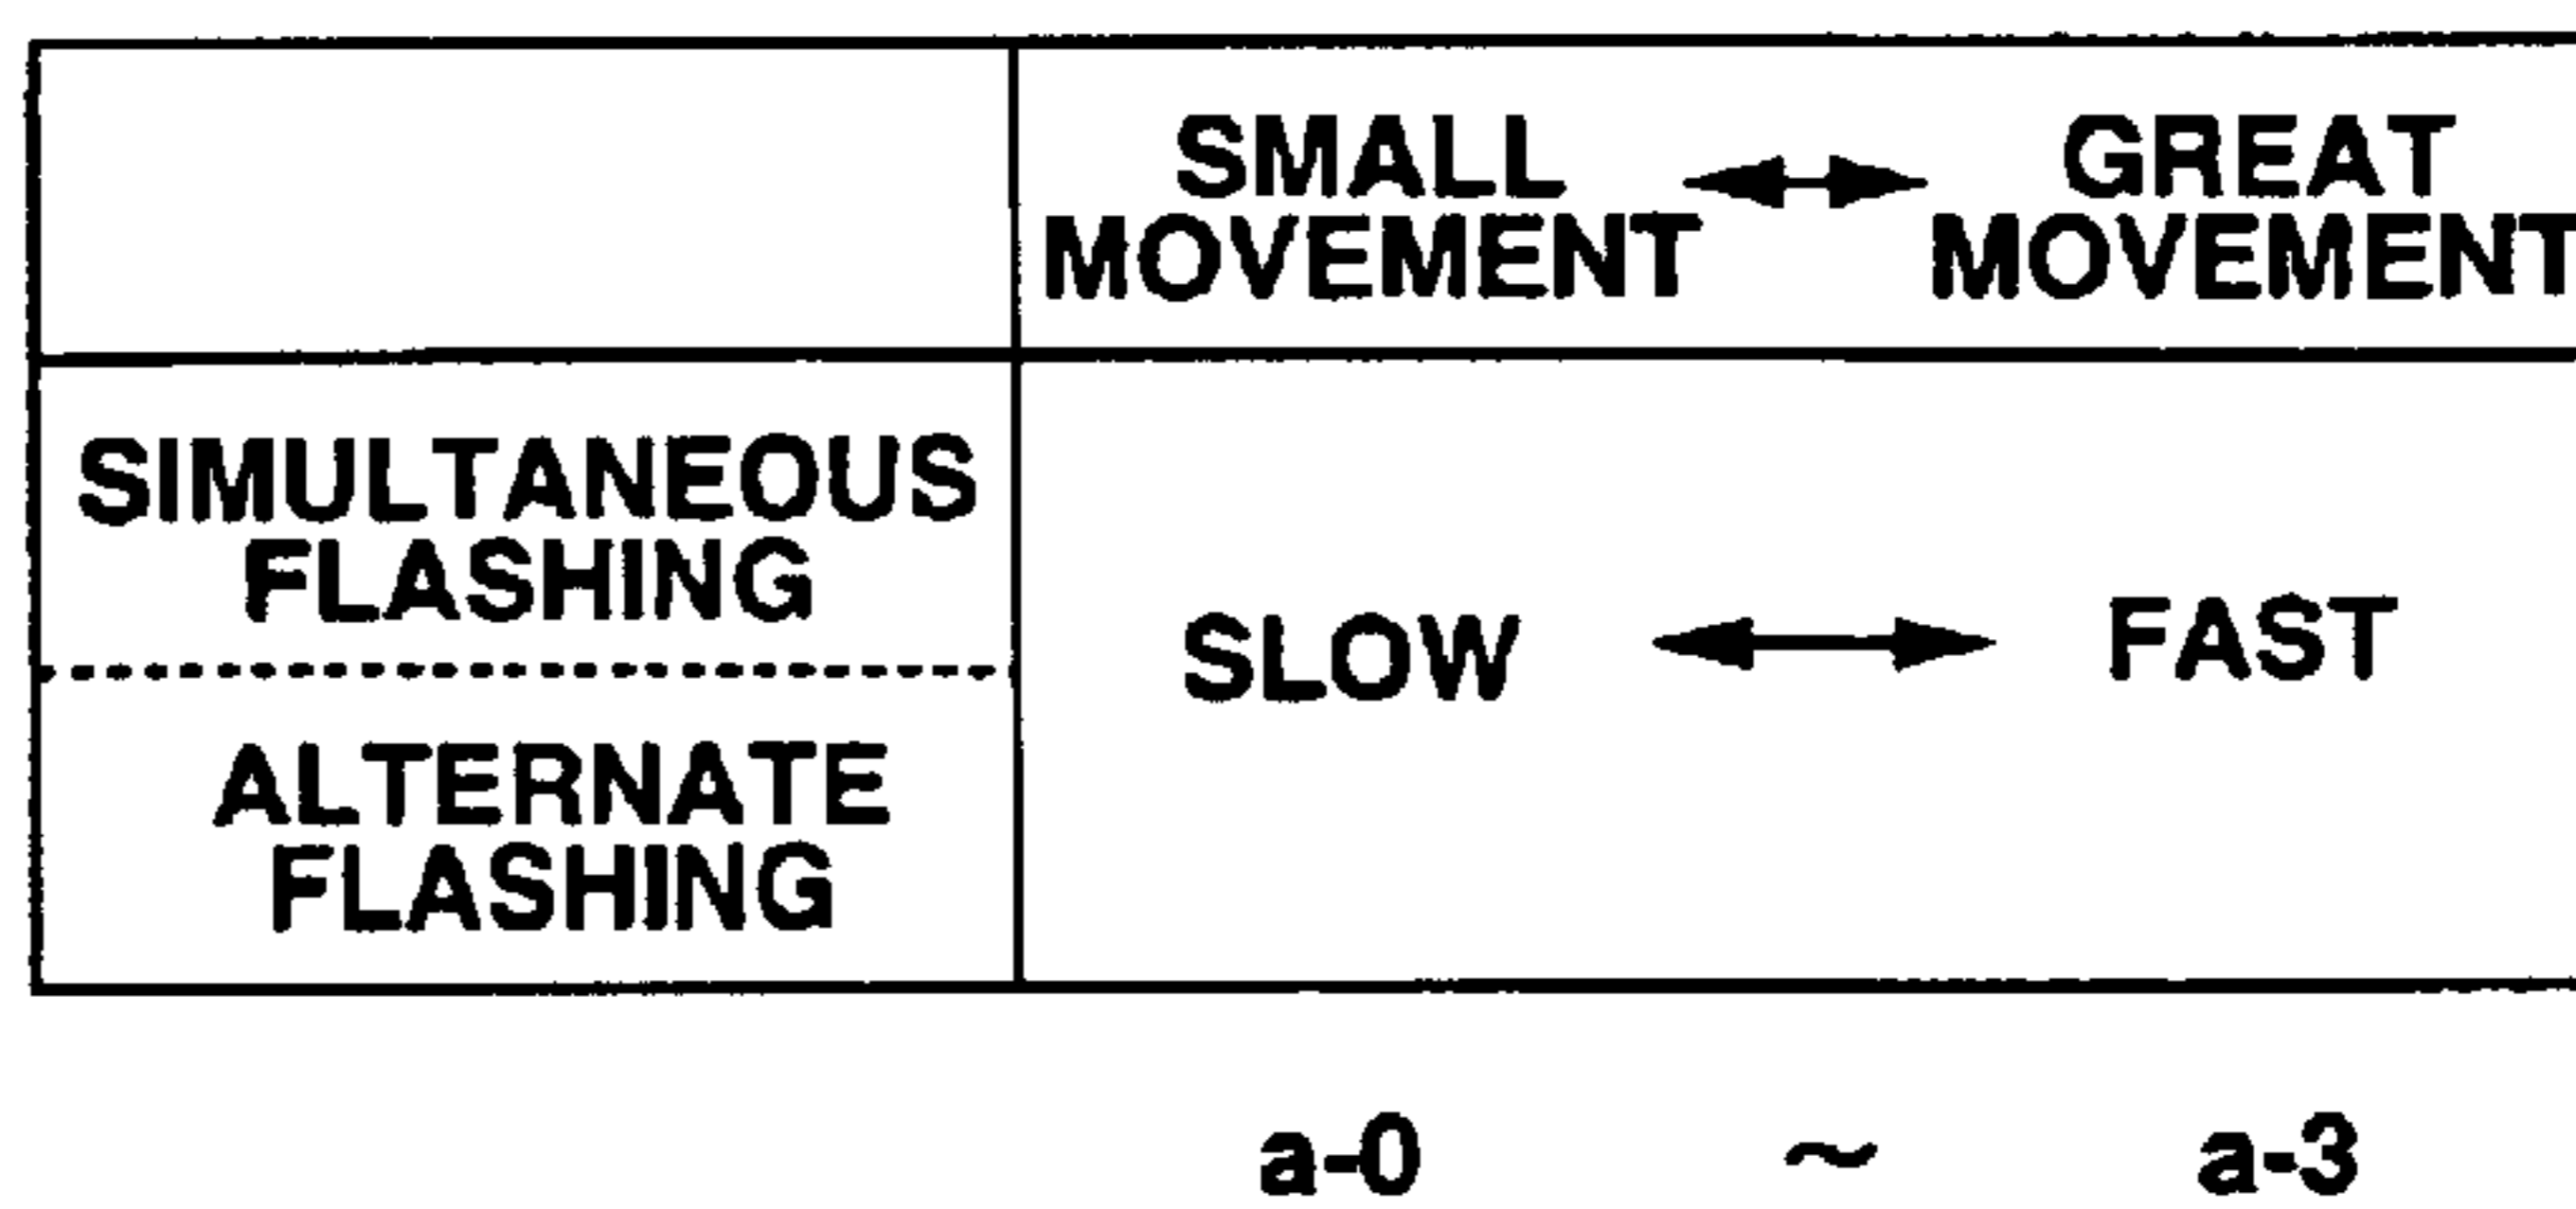 SMALL MOVEMENT ↔ GREAT MOVEMENT
SIMULTANEOUS
FLASHING
SLOW ↔ FAST
ALTERNATE
FLASHING
a-0 ~ a-3